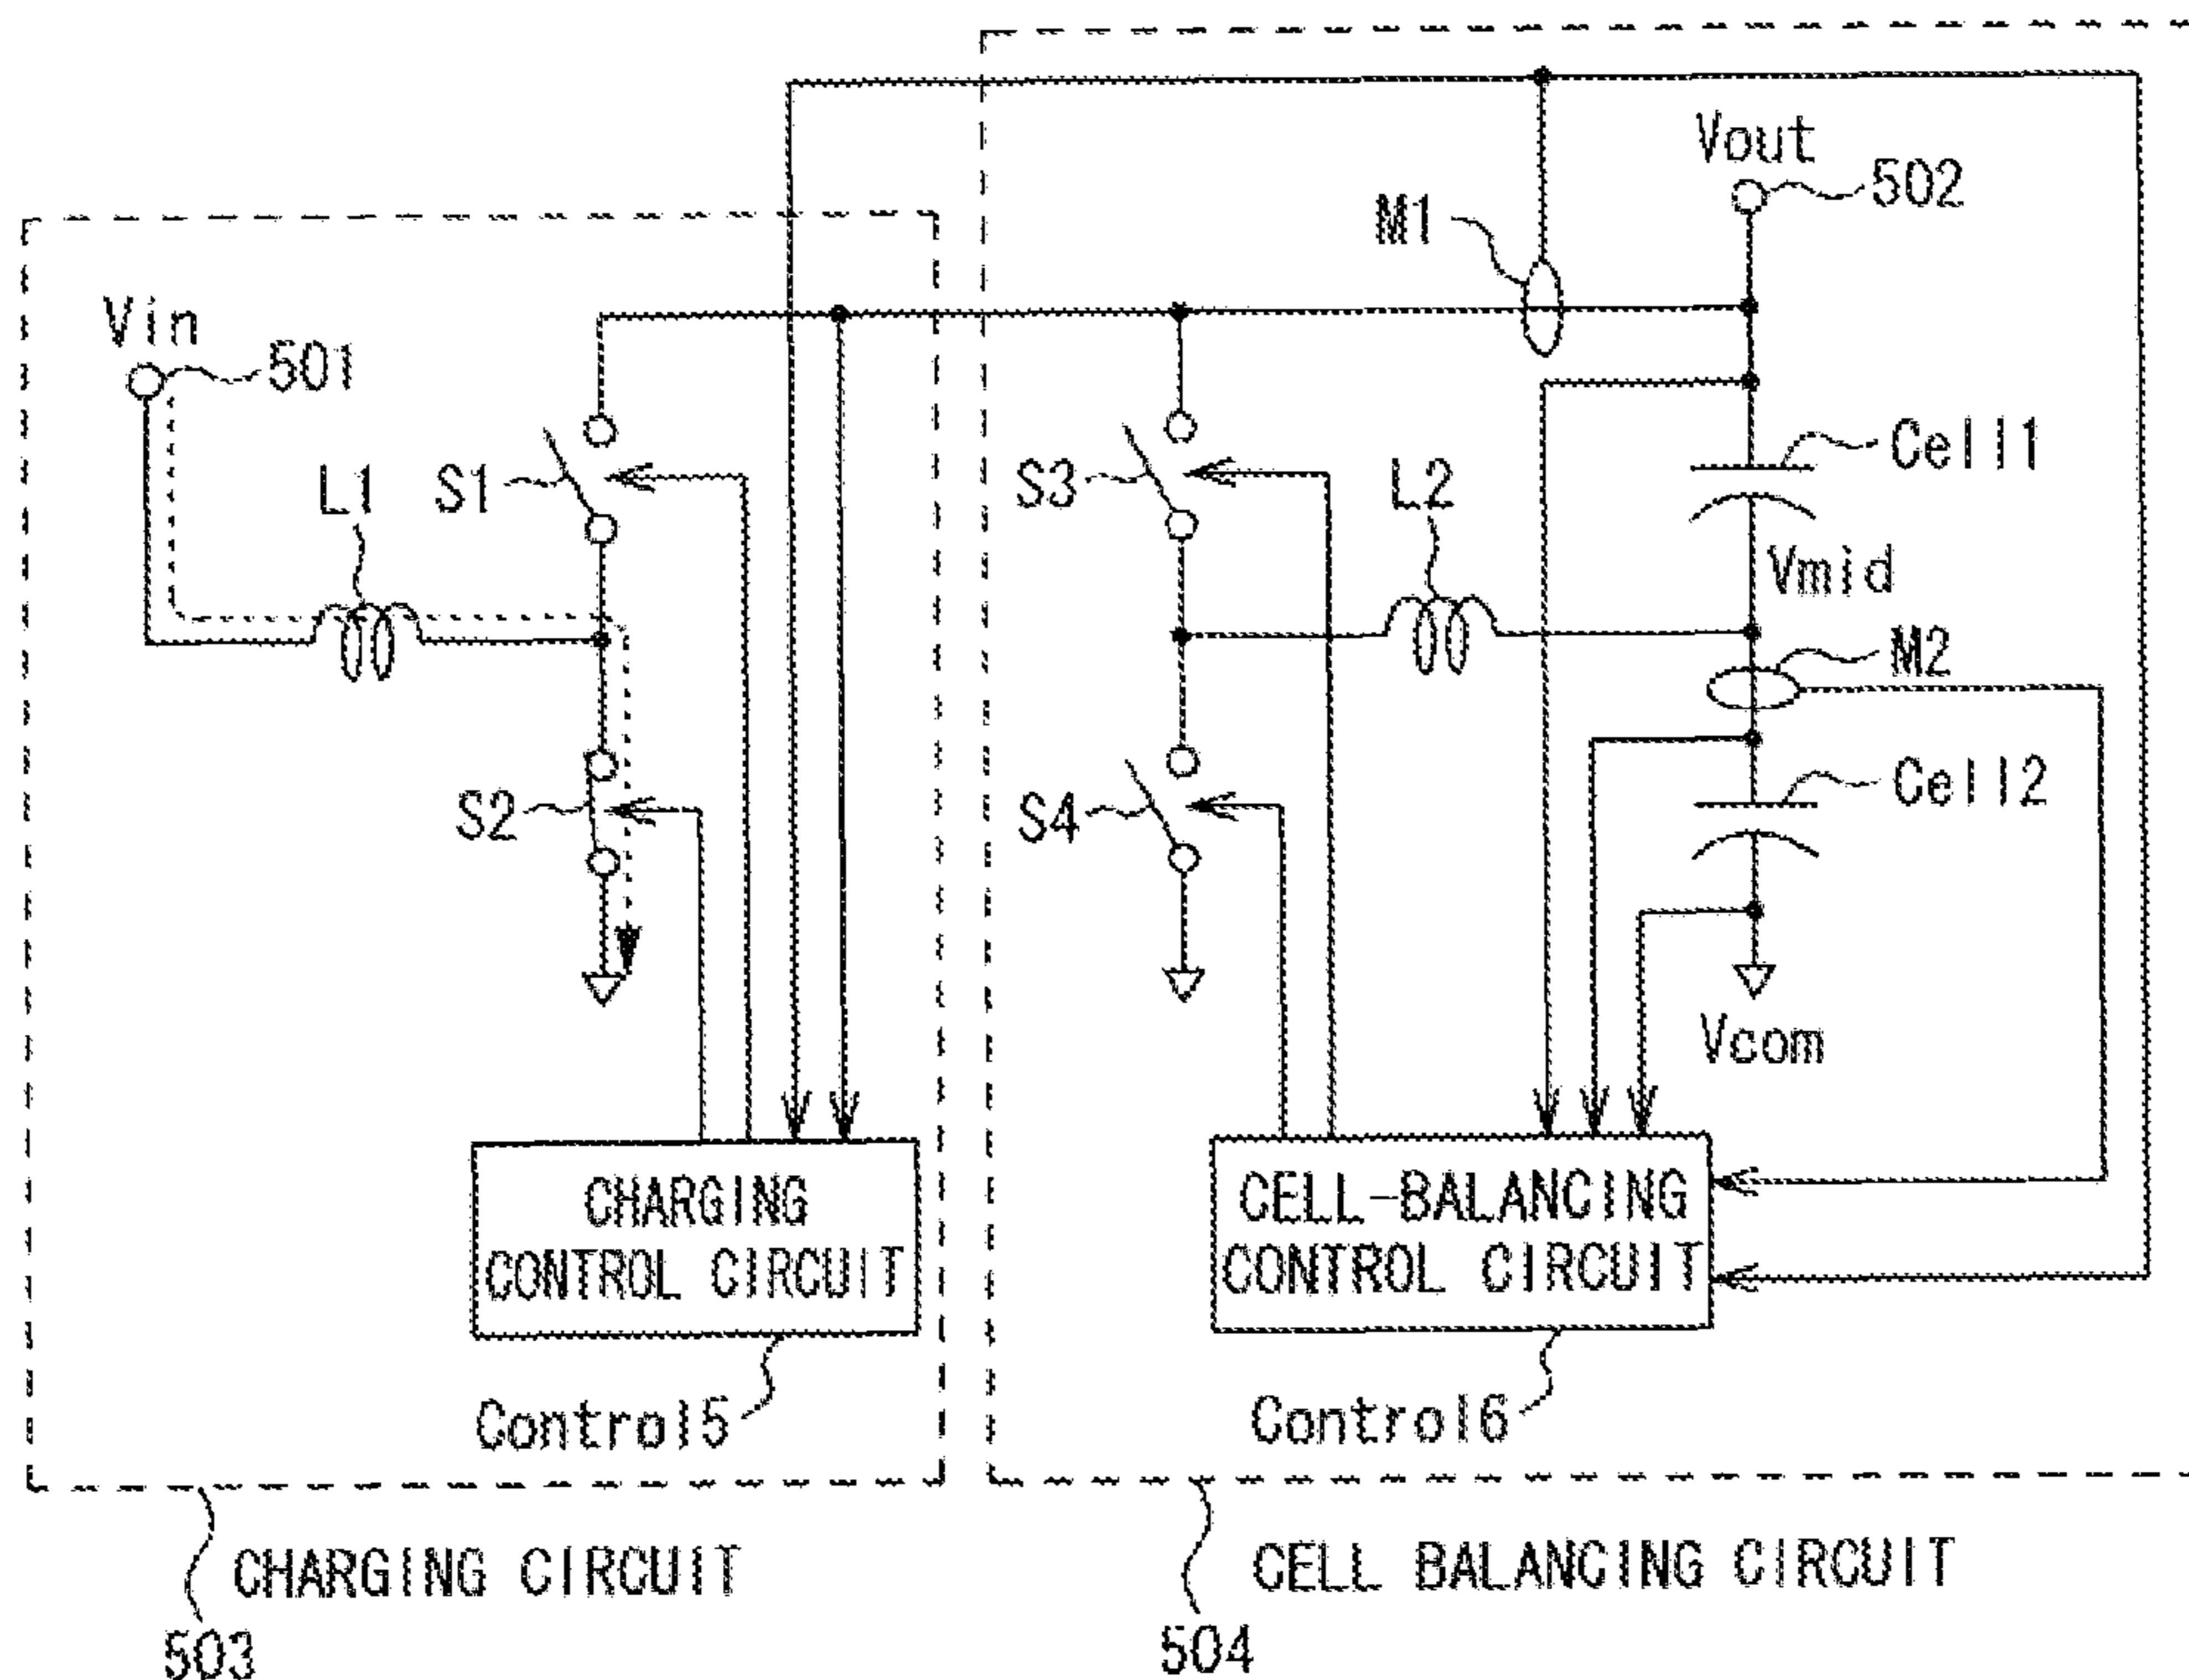 Vout
502
M1
Vin
501
Cell1
L1
S1
S3
L2
Vmid
M2
S2
S4
Cell2
Vcom
CHARGING
CONTROL CIRCUIT
CELL-BALANCING
CONTROL CIRCUIT
Control5
Control6
CHARGING CIRCUIT
CELL BALANCING CIRCUIT
503
504